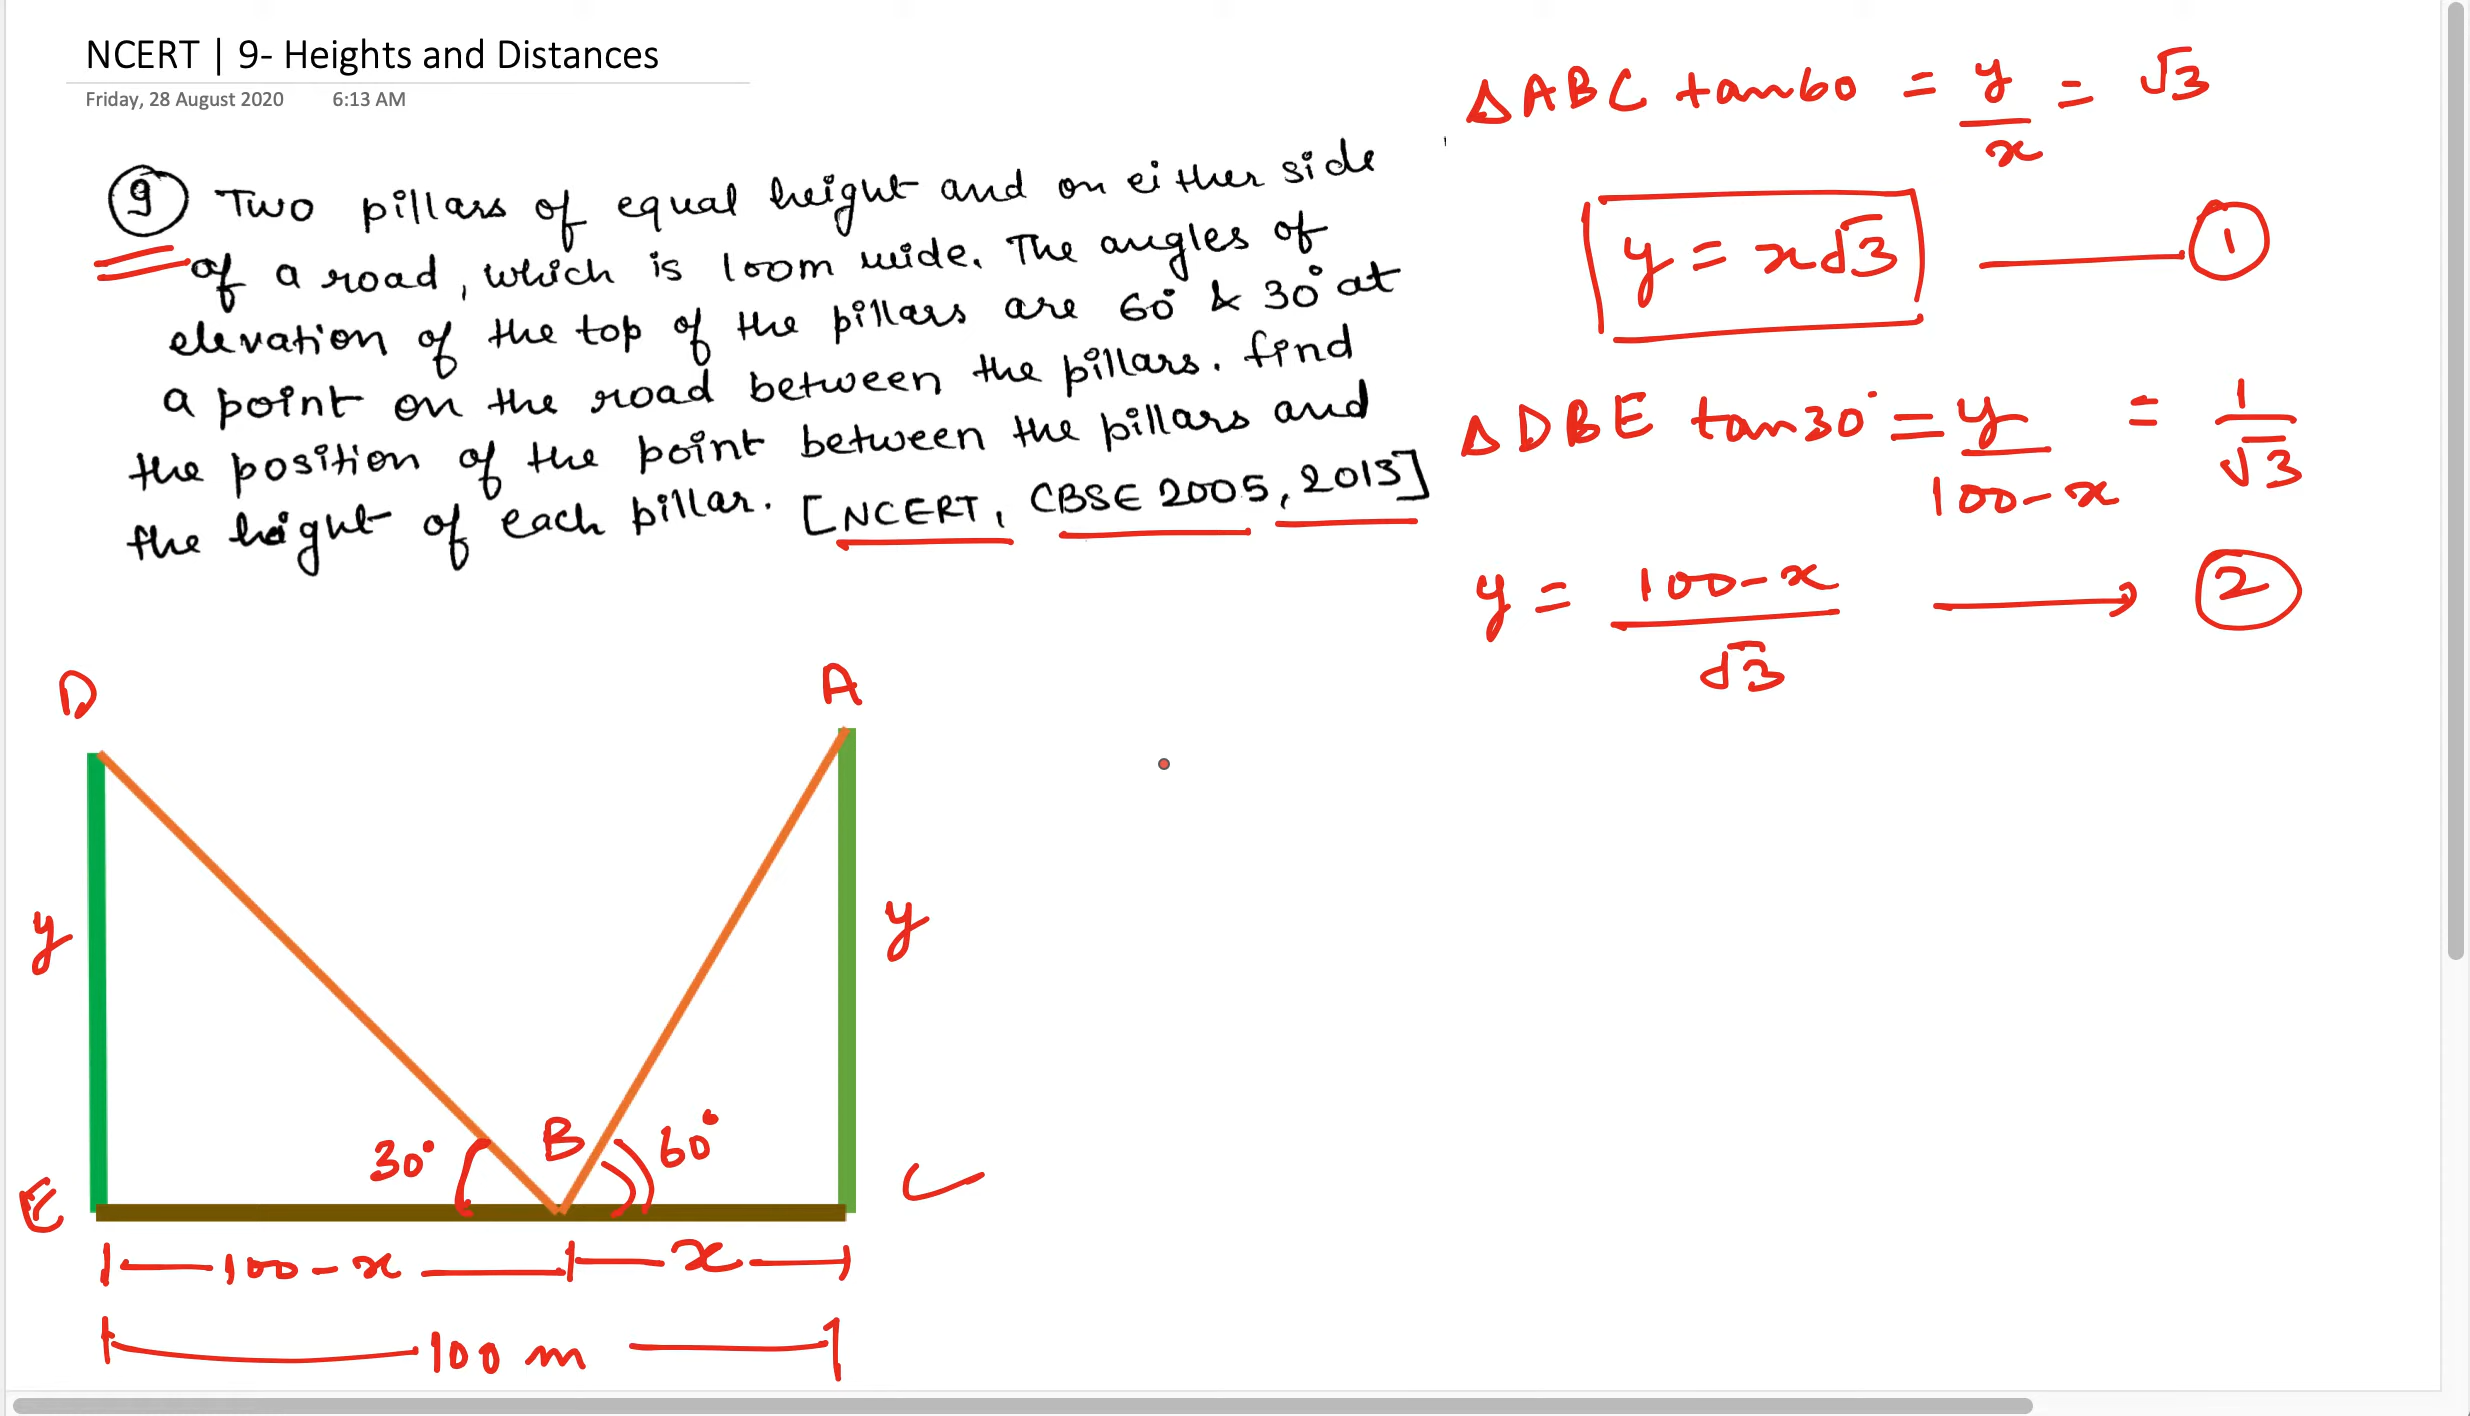 NCERT | 9- Heights and Distances
Friday, 28 August 2020 6:13 AM
9 Two pillars of equal height and on either side
of a road, which is 100m wide. The angles of
elevation of the top of the pillars are 60° & 30° at
a point on the road between the pillars. find
the position of the point between the pillars and
the height of each pillar. [NCERT, CBSE 2005, 2013]
Δ ABC tan60 = y/x = √3
y = x√3 1
Δ DBE tan30° = y/100-x = 1/√3
y = 100-x/√3 → 2
D A
y y
30° B 60°
E C
100-x x
100 m